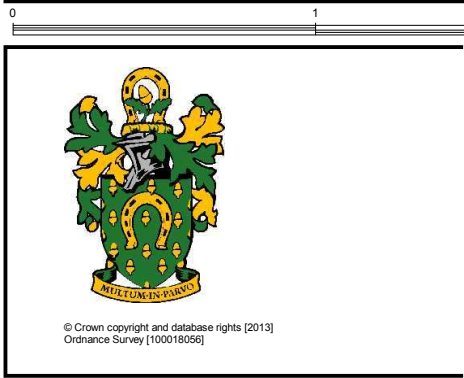 0 1
MULTUM·IN·PARVO
© Crown copyright and database rights [2013]
Ordnance Survey [100018056]